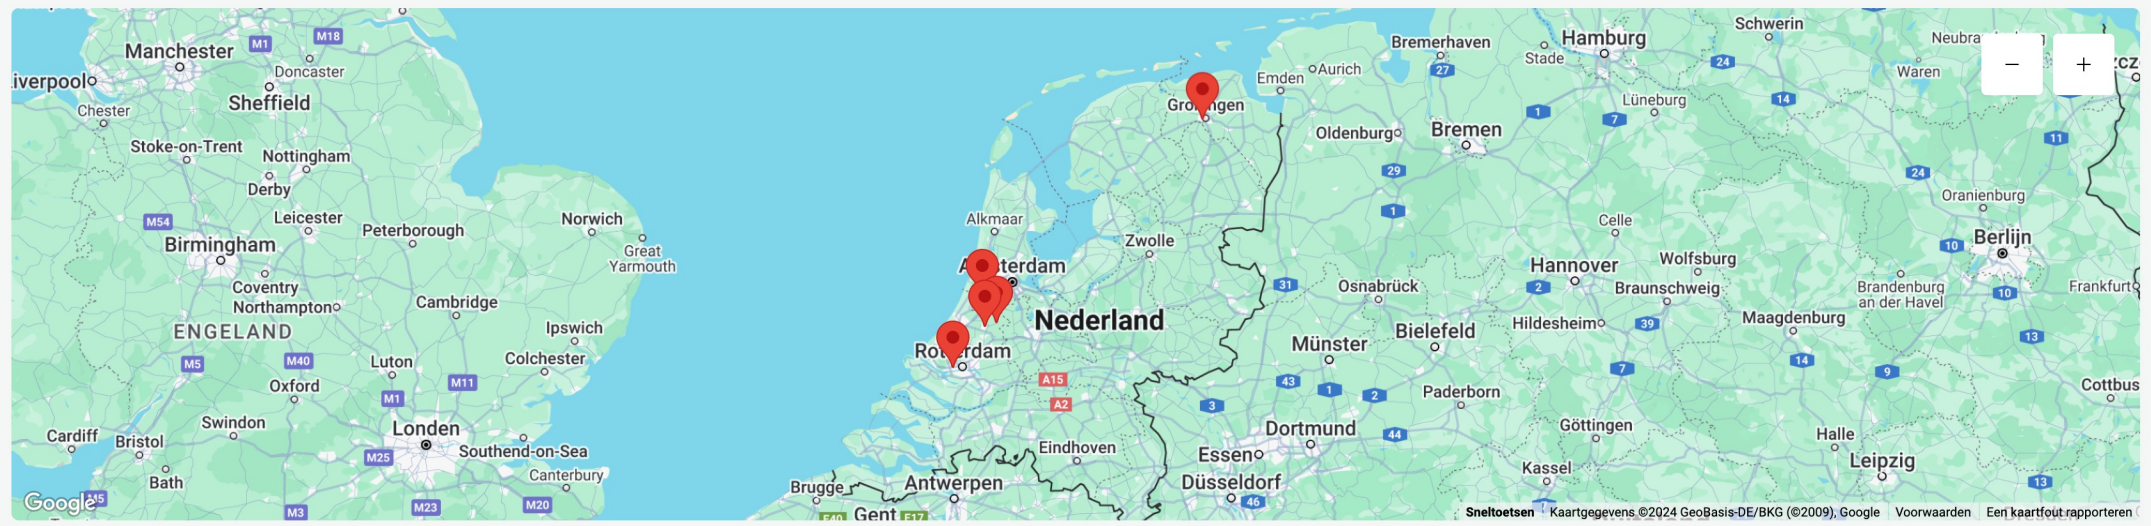 Manchester
M1
M18
Doncaster
iverpool
Sheffield
Chester
Stoke-on-Trent
Nottingham
Derby
M54
Leicester
Peterborough
Norwich
Birmingham
Great
Yarmouth
Coventry
Northampton
Cambridge
ENGELAND
Ipswich
M5
M40
Luton
Colchester
Oxford
M11
M1
Swindon
Londen
Cardiff
Bristol
M25
Southend-on-Sea
Bath
Canterbury
Google
M5
M3
M23
M20
Alkmaar
Zwolle
Nederland
A15
A2
Eindhoven
Brugge
Antwerpen
Gent
E40
E17
Emden
Aurich
Bremerhaven
27
Stade
Hamburg
Schwerin
24
Waren
14
Lüneburg
1
7
Oldenburg
Bremen
11
29
24
Oranienburg
1
Celle
Berlijn
10
Hannover
Wolfsburg
31
Osnabrück
2
Braunschweig
Brandenburg
an der Havel
10
Frankfurt
Hildesheim
39
Maagdenburg
Bielefeld
Münster
13
14
7
9
43
1
2
Paderborn
Cottbus
3
Göttingen
Dortmund
44
Halle
Essen
Kassel
Leipzig
Düsseldorf
46
13
Sneltoetsen
Kaartgegevens ©2024 GeoBasis-DE/BKG (©2009), Google
Voorwaarden
Een kaartfout rapporteren